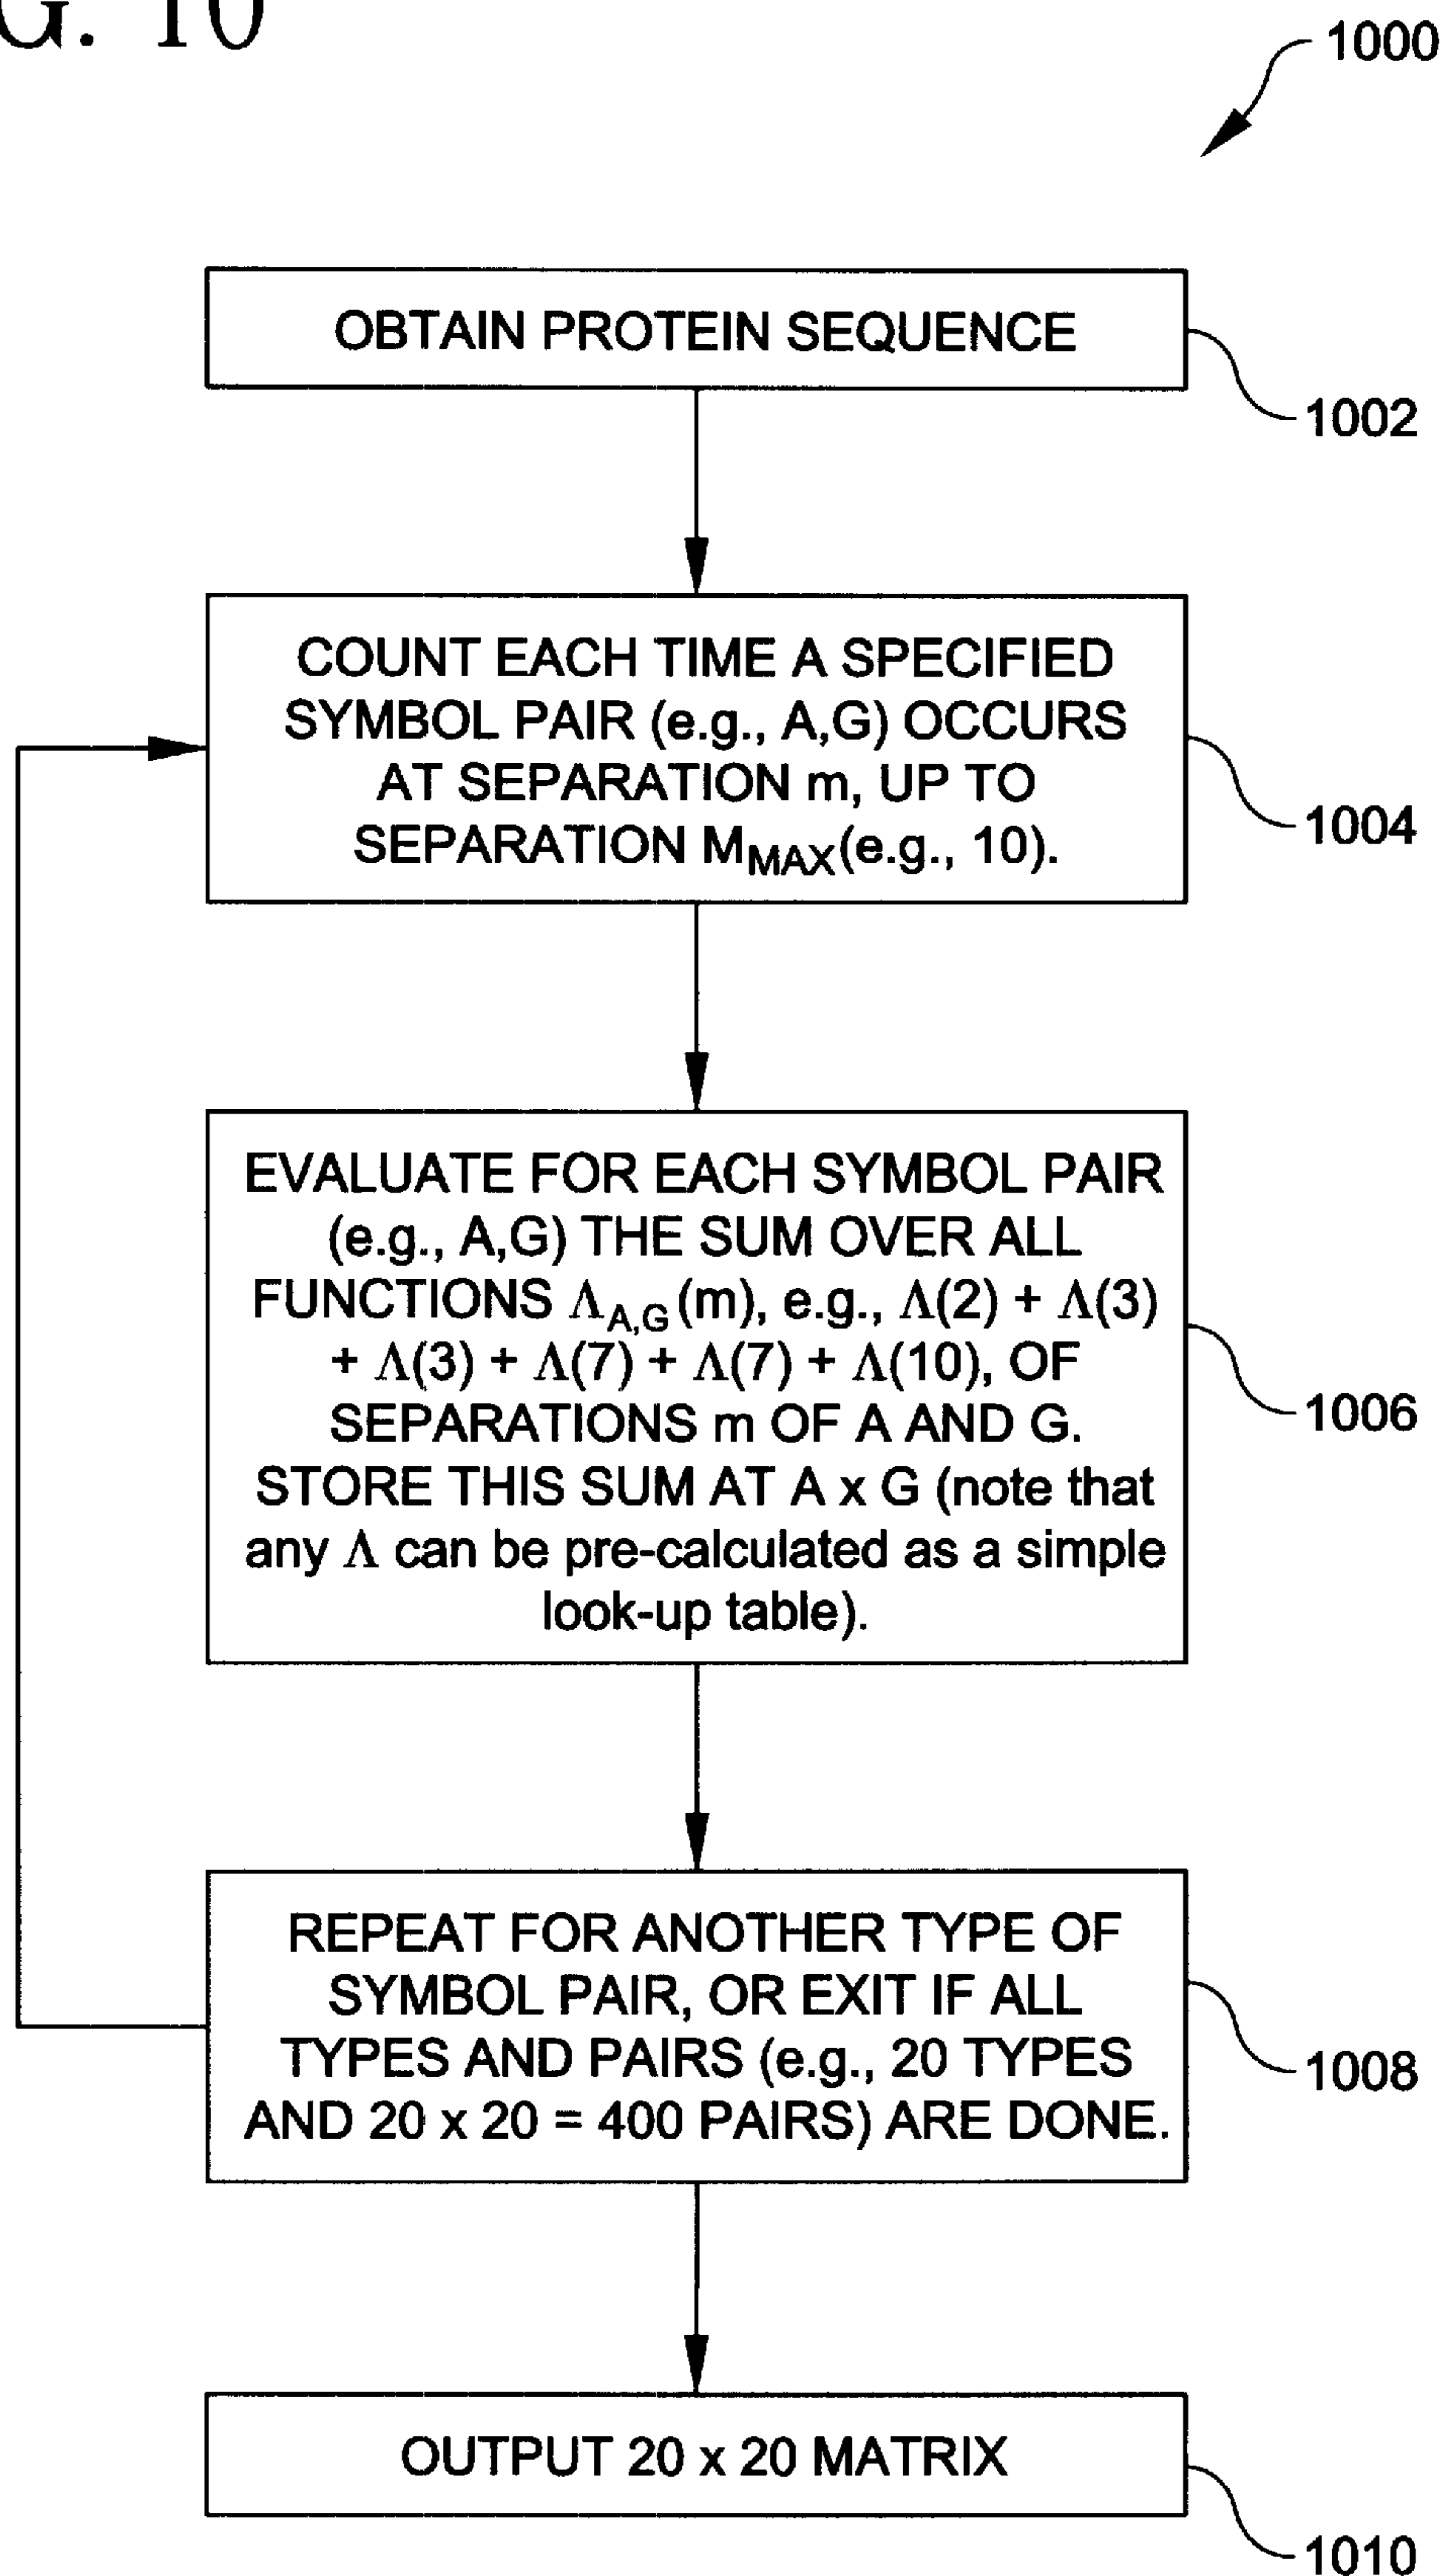 G. 10
1000
OBTAIN PROTEIN SEQUENCE
1002
COUNT EACH TIME A SPECIFIED
SYMBOL PAIR (e.g., A,G) OCCURS
AT SEPARATION m, UP TO
SEPARATION MMAX(e.g., 10).
1004
EVALUATE FOR EACH SYMBOL PAIR
(e.g., A,G) THE SUM OVER ALL
FUNCTIONS ΛA,G (m), e.g., Λ(2) + Λ(3)
+ Λ(3) + Λ(7) + Λ(7) + Λ(10), OF
SEPARATIONS m OF A AND G.
STORE THIS SUM AT A x G (note that
any Λ can be pre-calculated as a simple
look-up table).
1006
REPEAT FOR ANOTHER TYPE OF
SYMBOL PAIR, OR EXIT IF ALL
TYPES AND PAIRS (e.g., 20 TYPES
AND 20 x 20 = 400 PAIRS) ARE DONE.
1008
OUTPUT 20 x 20 MATRIX
1010